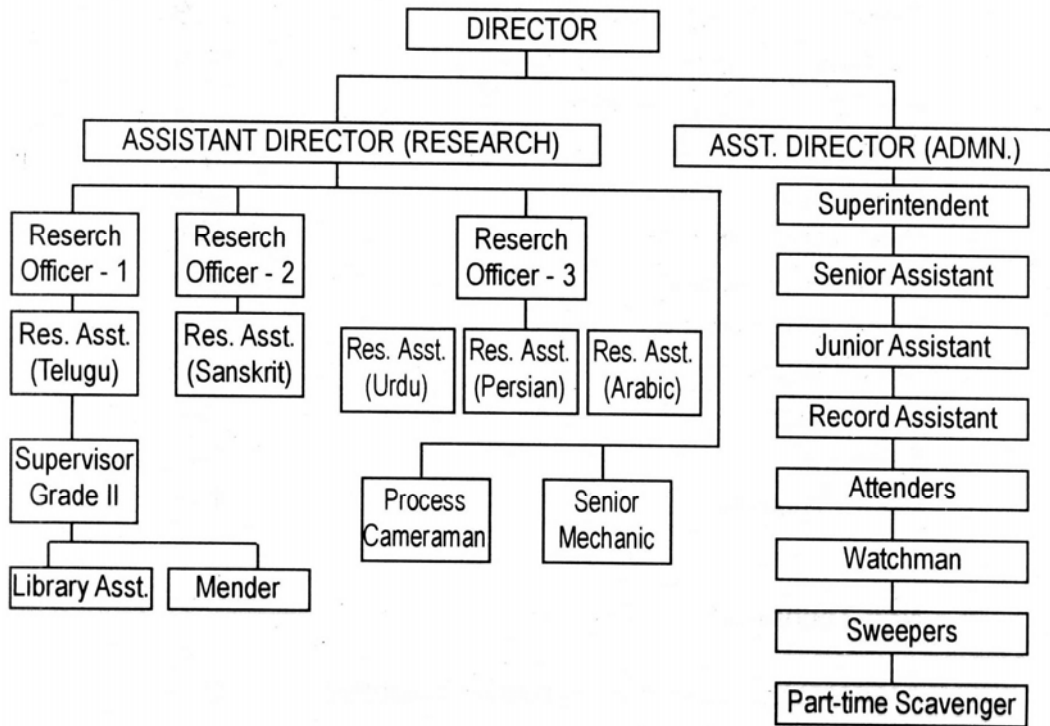 DIRECTOR
ASSISTANT DIRECTOR (RESEARCH)
ASST. DIRECTOR (ADMN.)
Reserch
Officer - 1
Reserch
Officer - 2
Reserch
Officer - 3
Res. Asst.
(Telugu)
Res. Asst.
(Sanskrit)
Res. Asst.
(Urdu)
Res. Asst.
(Persian)
Res. Asst.
(Arabic)
Supervisor
Grade II
Library Asst.
Mender
Process
Cameraman
Senior
Mechanic
Superintendent
Senior Assistant
Junior Assistant
Record Assistant
Attenders
Watchman
Sweepers
Part-time Scavenger